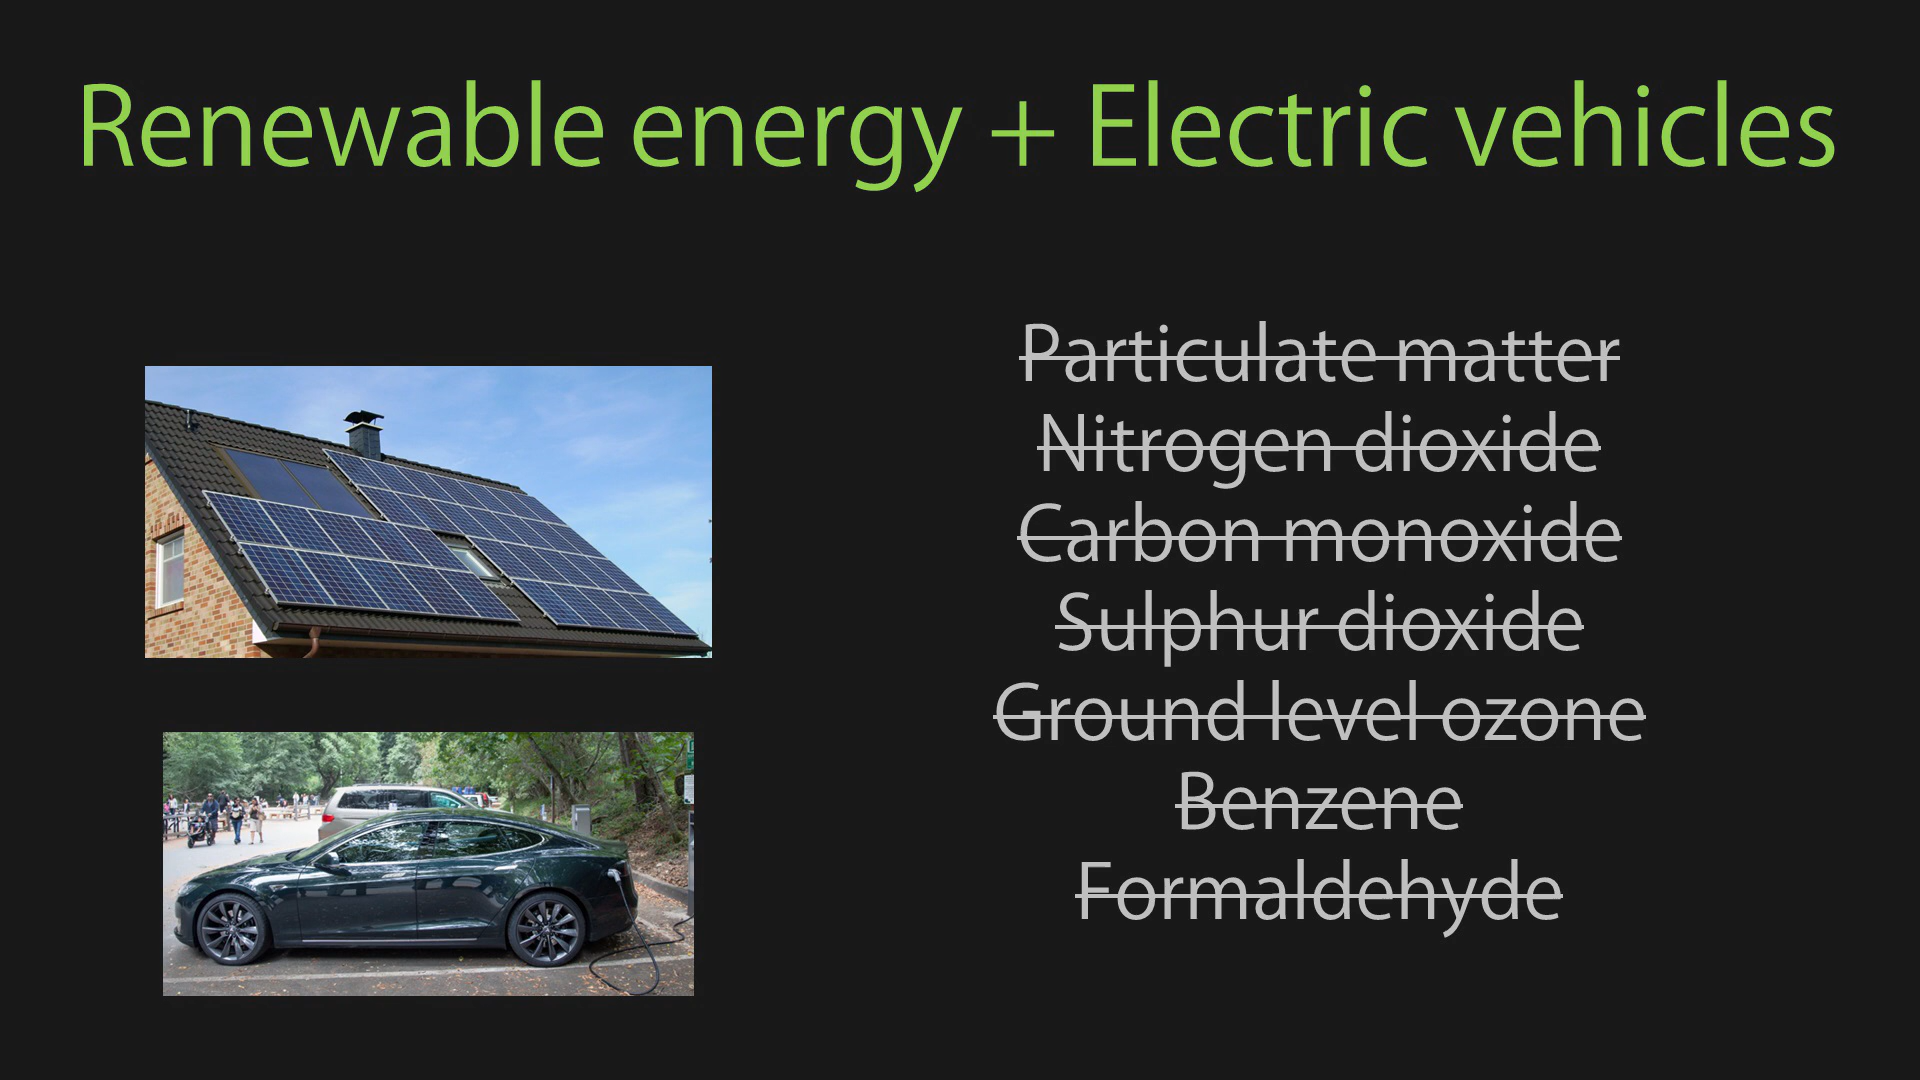 Renewable energy + Electric vehicles
Particulate matter
Nitrogen dioxide
Carbon monoxide
Sulphur dioxide
Ground level ozone
Benzene
Formaldehyde